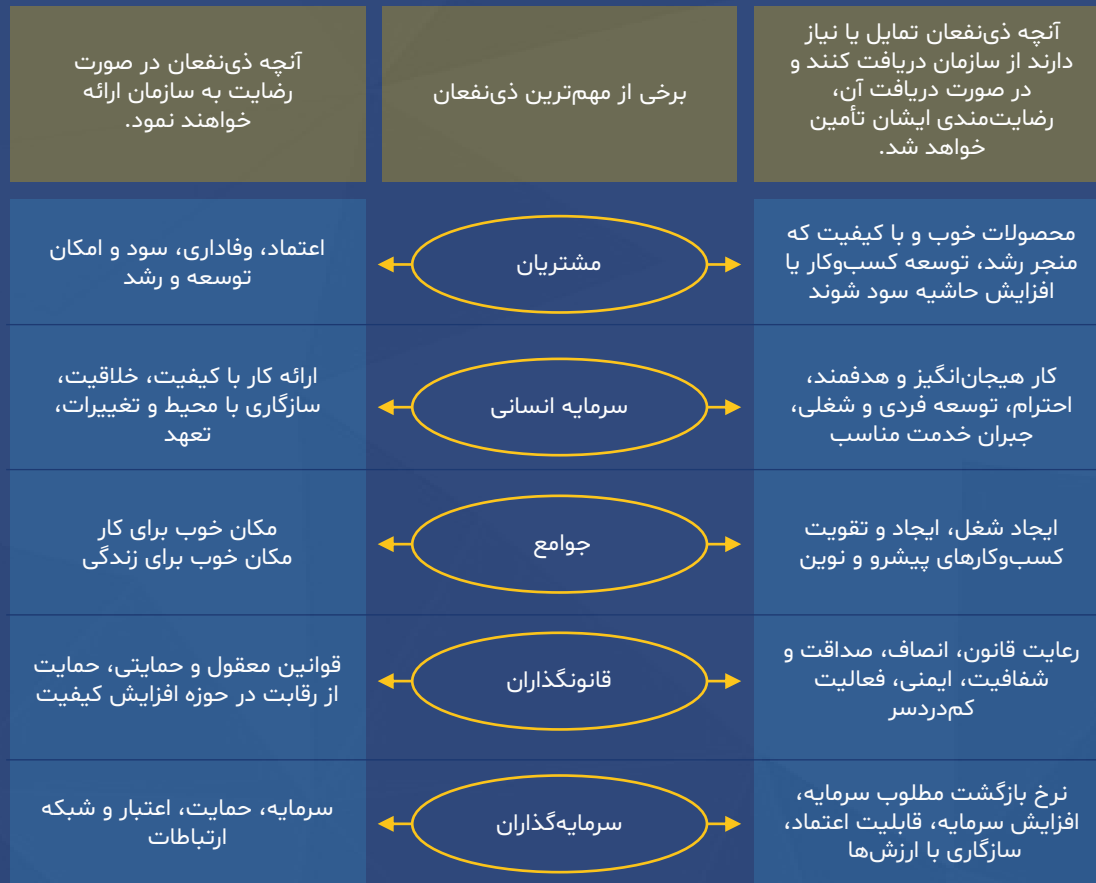 آنچه ذی‌نفعان تمایل یا نیاز
دارند از سازمان دریافت کنند و
در صورت دریافت آن،
رضایت‌مندی ایشان تأمین
خواهد شد.
برخی از مهم‌ترین ذی‌نفعان
آنچه ذی‌نفعان در صورت
رضایت به سازمان ارائه
خواهند نمود.
محصولات خوب و با کیفیت که
منجر رشد، توسعه کسب‌وکار یا
افزایش حاشیه سود شوند
مشتریان
اعتماد، وفاداری، سود و امکان
توسعه و رشد
کار هیجان‌انگیز و هدفمند،
احترام، توسعه فردی و شغلی،
جبران خدمت مناسب
سرمایه انسانی
ارائه کار با کیفیت، خلاقیت،
سازگاری با محیط و تغییرات،
تعهد
ایجاد شغل، ایجاد و تقویت
کسب‌وکارهای پیشرو و نوین
جوامع
مکان خوب برای کار
مکان خوب برای زندگی
رعایت قانون، انصاف، صداقت و
شفافیت، ایمنی، فعالیت
کم‌دردسر
قانونگذاران
قوانین معقول و حمایتی، حمایت
از رقابت در حوزه افزایش کیفیت
نرخ بازگشت مطلوب سرمایه،
افزایش سرمایه، قابلیت اعتماد،
سازگاری با ارزش‌ها
سرمایه‌گذاران
سرمایه، حمایت، اعتبار و شبکه
ارتباطات